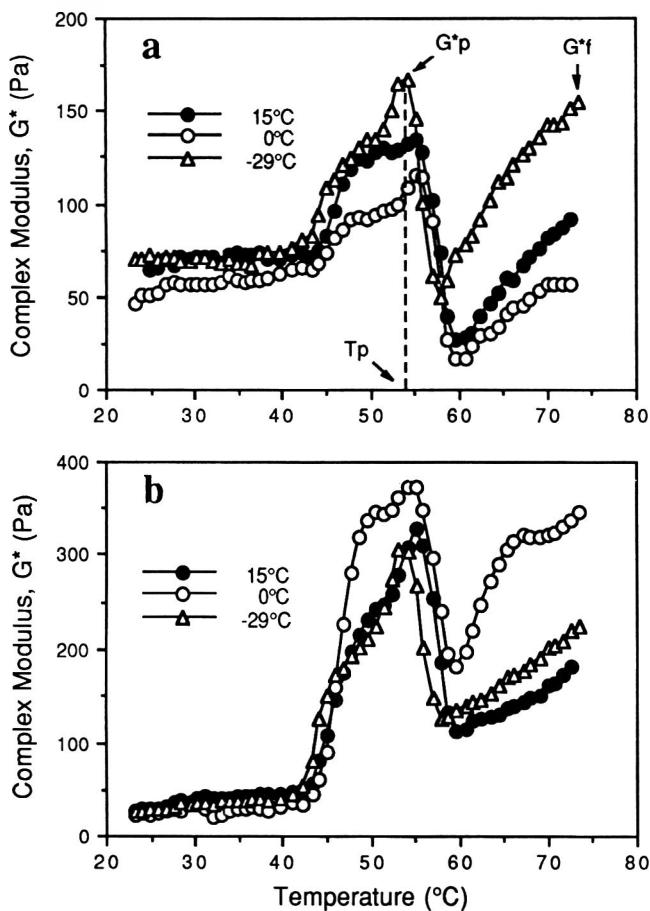 a
Complex Modulus, G* (Pa)
200
150
100
50
0
15°C
0°C
-29°C
G*p
G*f
Tp
20 30 40 50 60 70 80
b
Complex Modulus, G* (Pa)
400
300
200
100
0
15°C
0°C
-29°C
20 30 40 50 60 70 80
Temperature (°C)